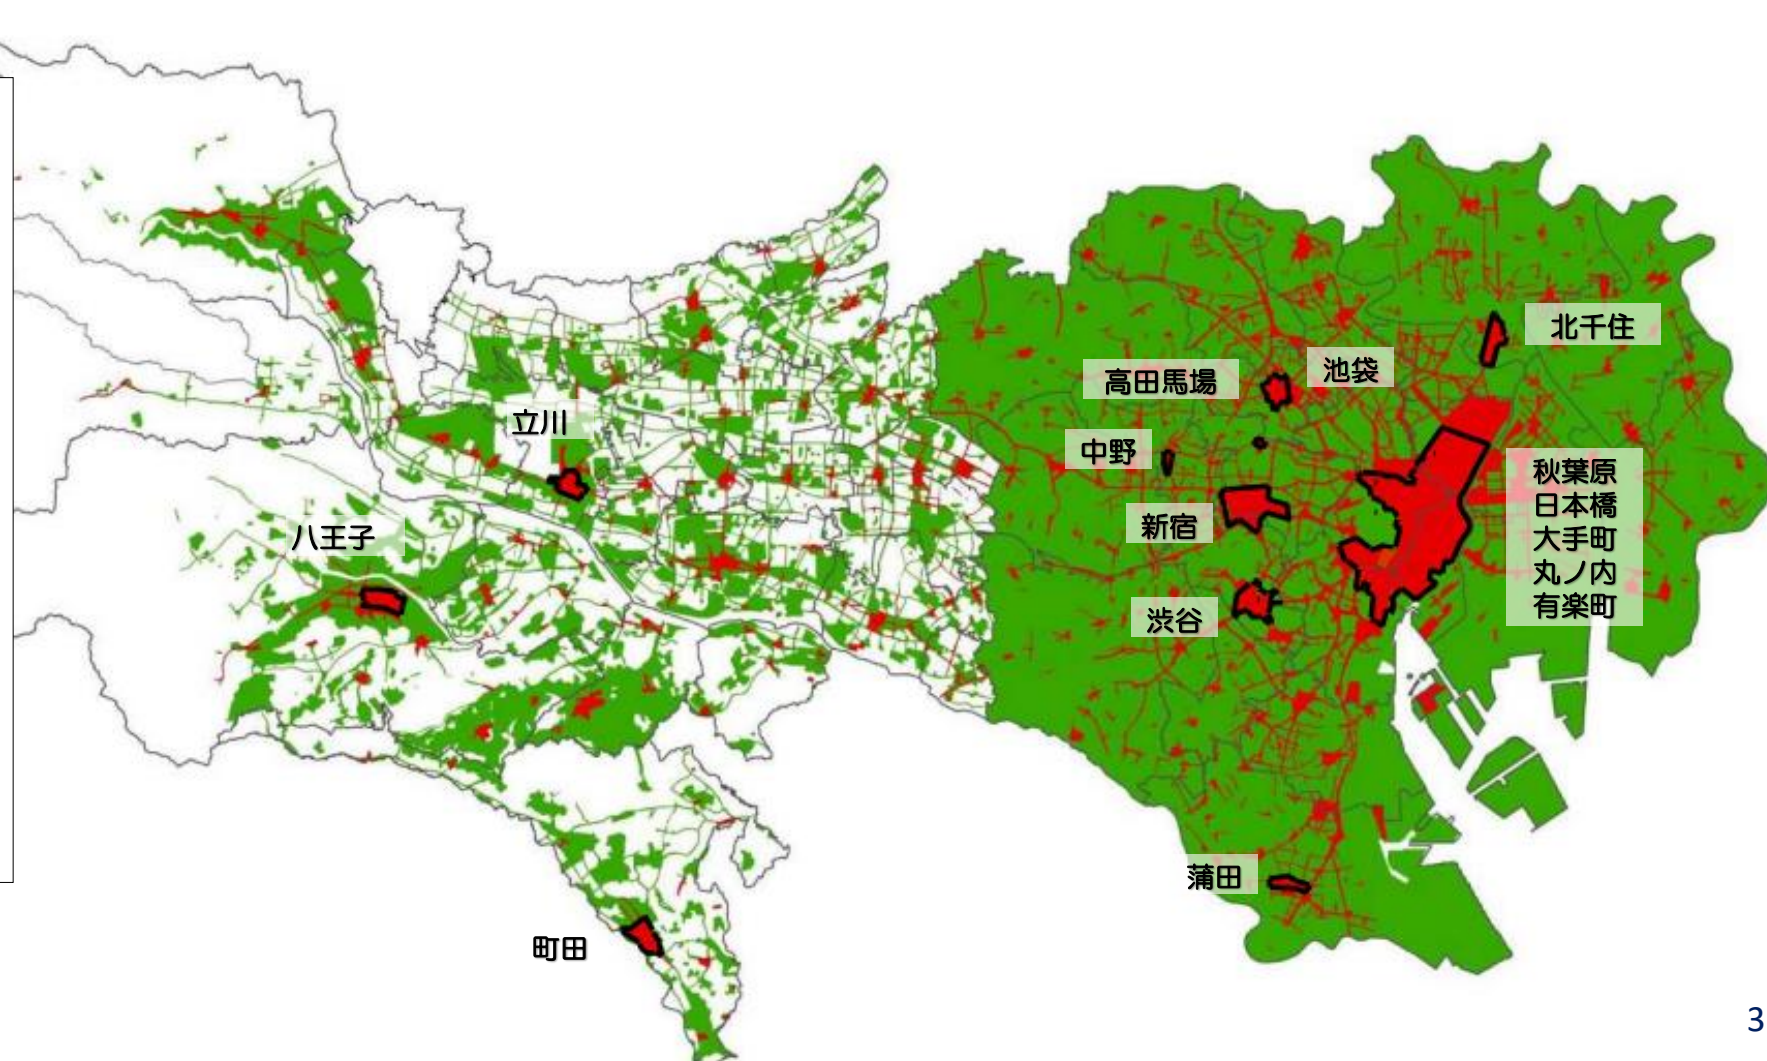 北千住
池袋
高田馬場
立川
中野
秋葉原
日本橋
大手町
丸ノ内
有楽町
新宿
八王子
渋谷
蒲田
町田
3